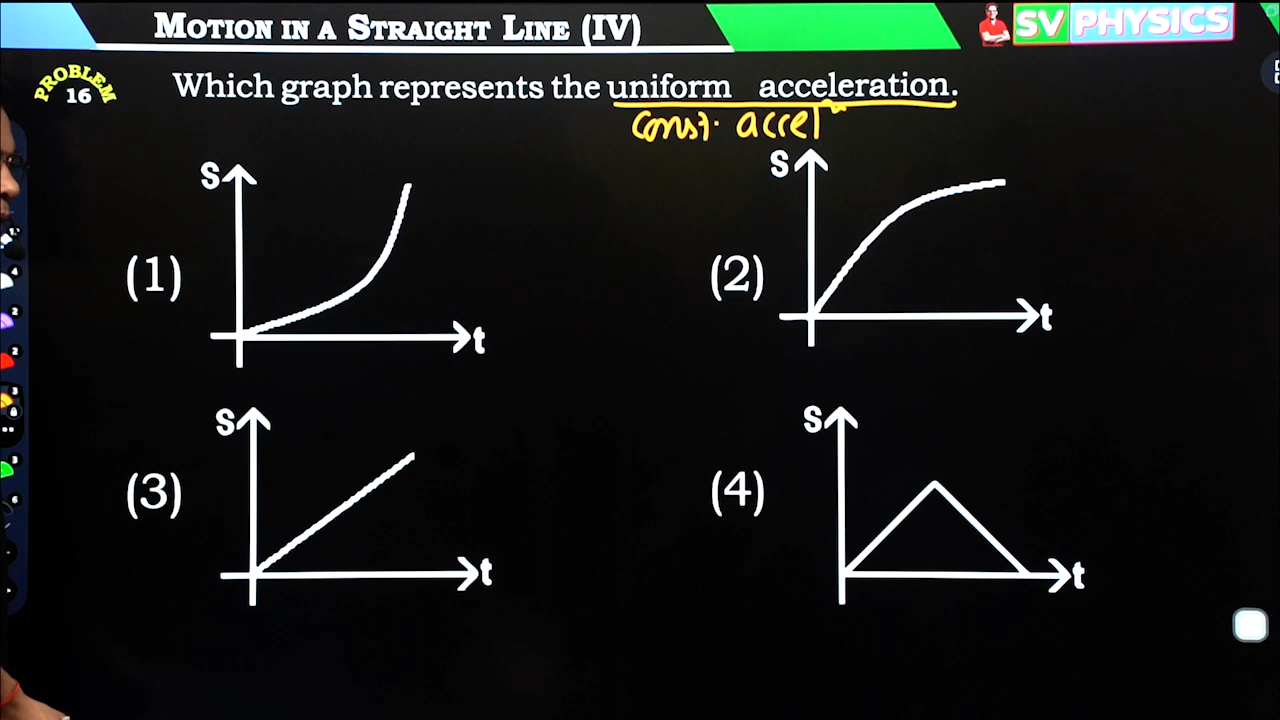 MOTION IN A STRAIGHT LINE (IV)
SV PHYSICS
PROBLEM
16
Which graph represents the uniform acceleration.
const. accelⁿ
(1)
S
t
(2)
S
t
(3)
S
t
(4)
S
t